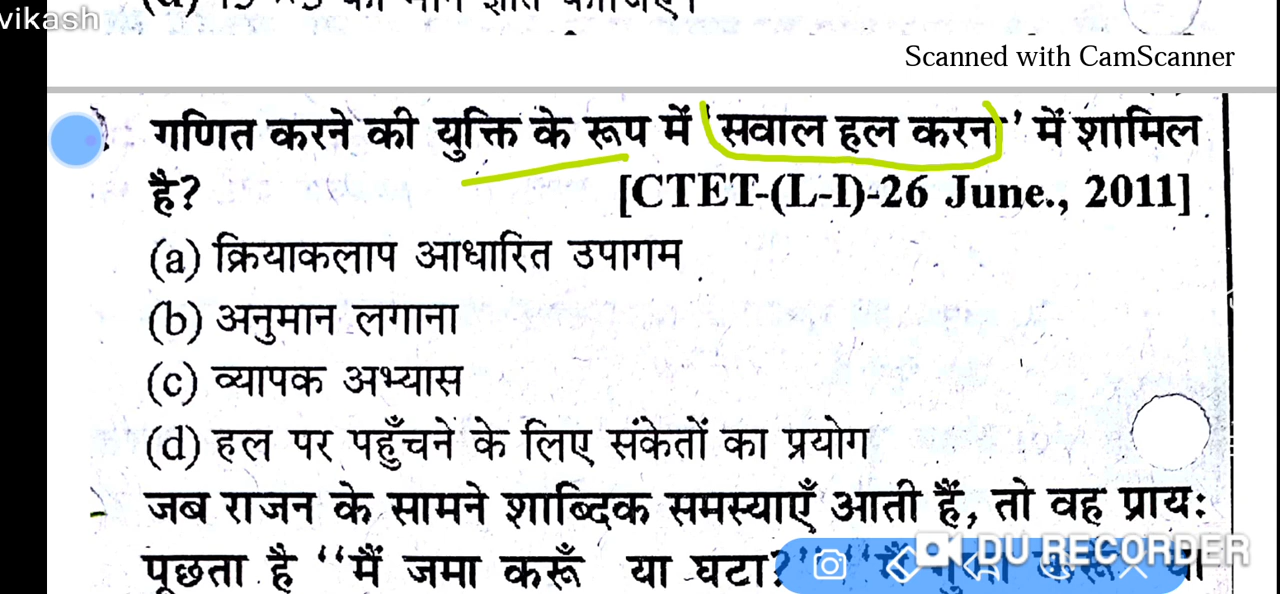 vikash
Scanned with CamScanner
गणित करने की युक्ति के रूप में 'सवाल हल करन' में शामिल
है? [CTET-(L-I)-26 June., 2011]
(a) क्रियाकलाप आधारित उपागम
(b) अनुमान लगाना
(c) व्यापक अभ्यास
(d) हल पर पहुँचने के लिए संकेतों का प्रयोग
जब राजन के सामने शाब्दिक समस्याएँ आती हैं, तो वह प्रायः
पूछता है ‘‘मैं जमा करूँ या घटा?’’
DU RECORDER